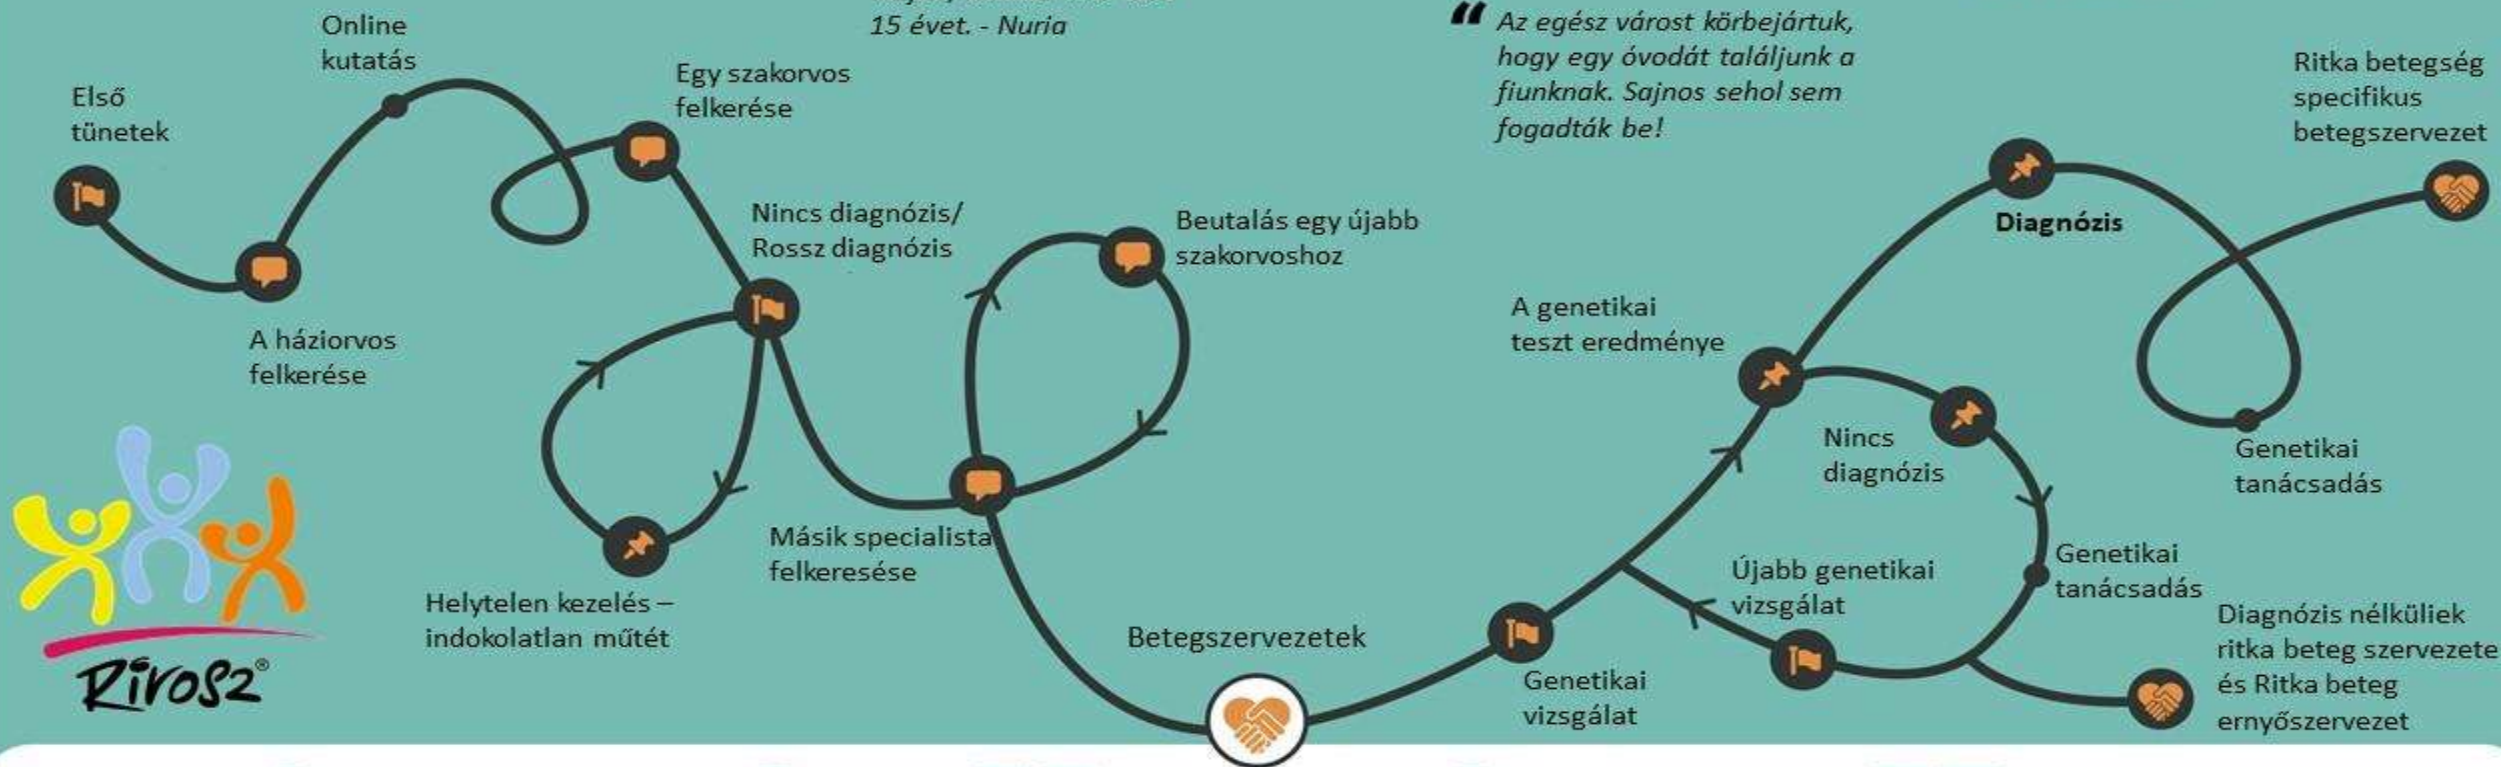 15 évet. - Nuria
“ Az egész várost körbejártuk,
hogy egy óvodát találjunk a
fiunknak. Sajnos sehol sem
fogadták be!
Első
tünetek
Online
kutatás
A háziorvos
felkerése
Egy szakorvos
felkerése
Nincs diagnózis/
Rossz diagnózis
Helytelen kezelés –
indokolatlan műtét
Másik specialista
felkeresése
Beutalás egy újabb
szakorvoshoz
Betegszervezetek
Genetikai
vizsgálat
A genetikai
teszt eredménye
Nincs
diagnózis
Genetikai
tanácsadás
Újabb genetikai
vizsgálat
Diagnózis nélküliek
ritka beteg szervezete
és Ritka beteg
ernyőszervezet
Diagnózis
Genetikai
tanácsadás
Ritka betegség
specifikus
betegszervezet
Rirosz®